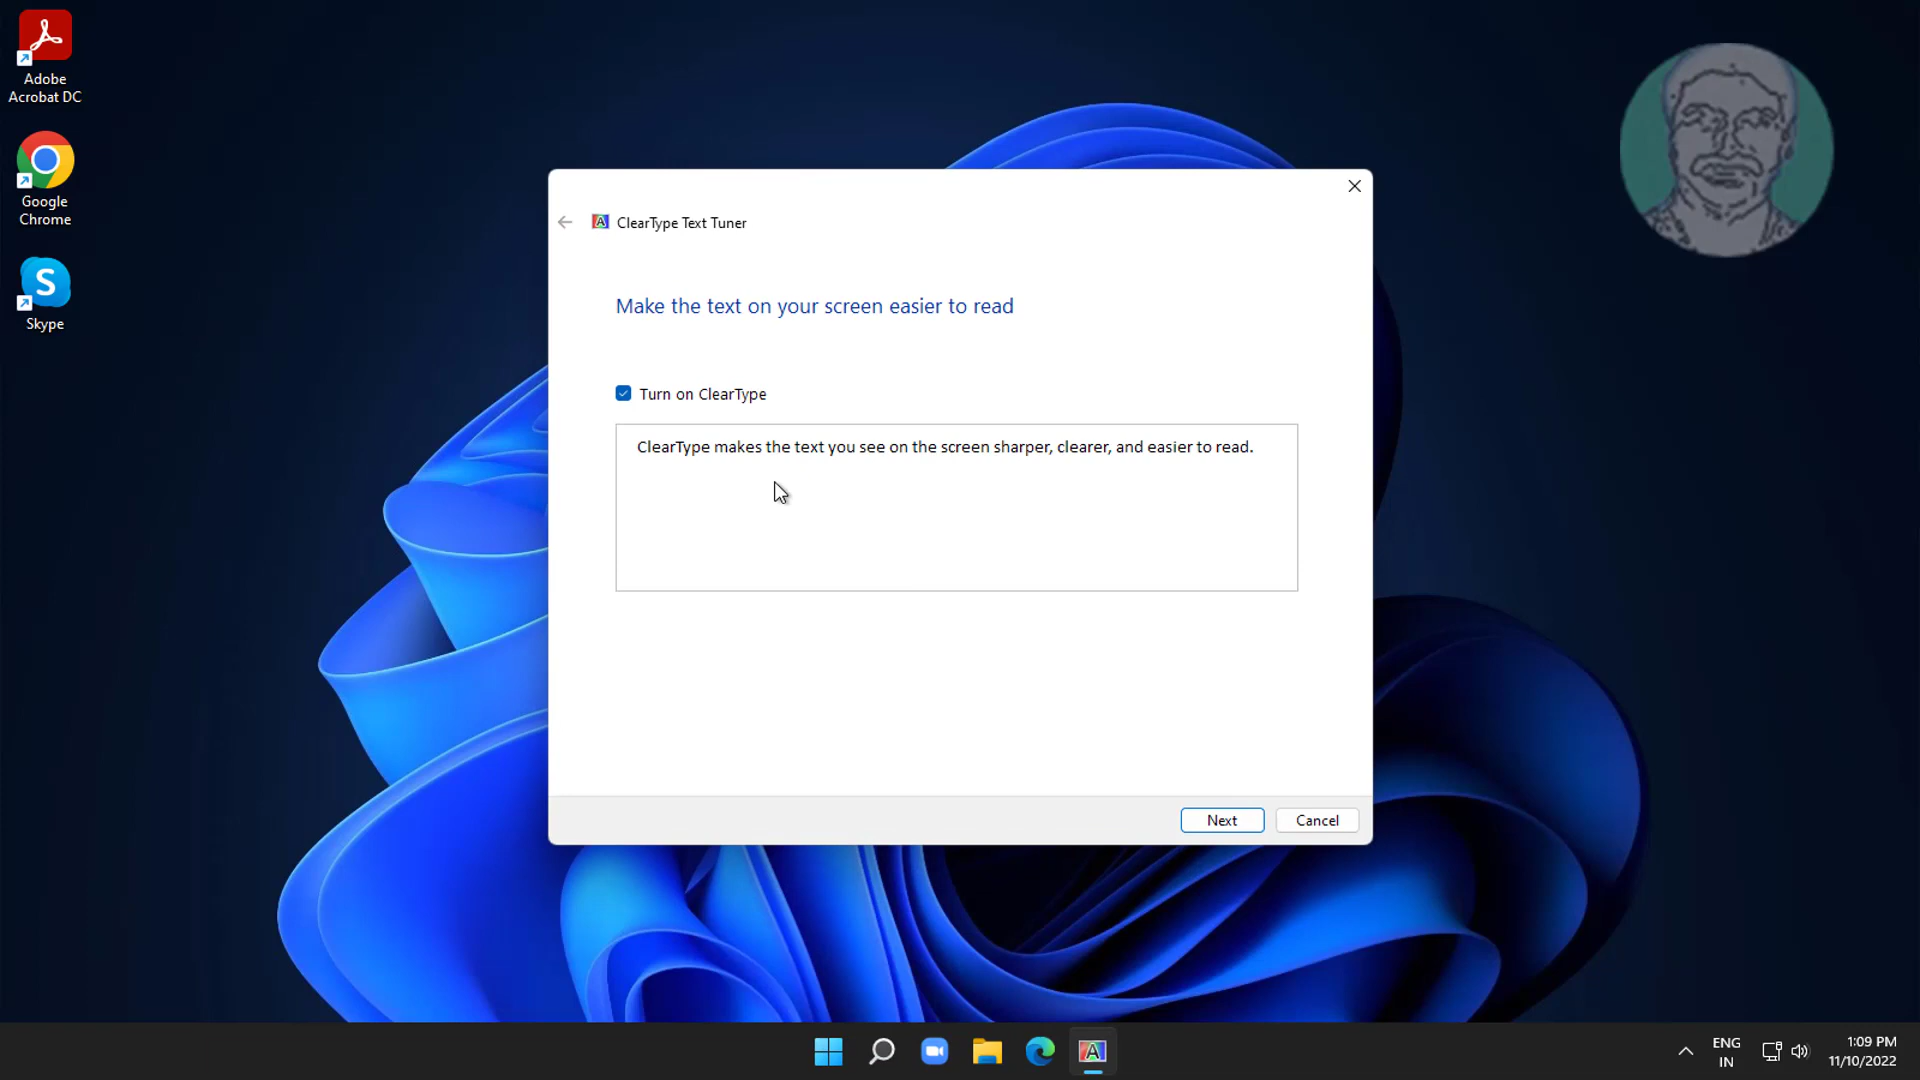 Adobe
Acrobat DC
Google
Chrome
S
Skype
A
ClearType Text Tuner
Make the text on your screen easier to read
Turn on ClearType
ClearType makes the text you see on the screen sharper, clearer, and easier to read.
Next
Cancel
A
ENG
IN
1:09 PM
11/10/2022